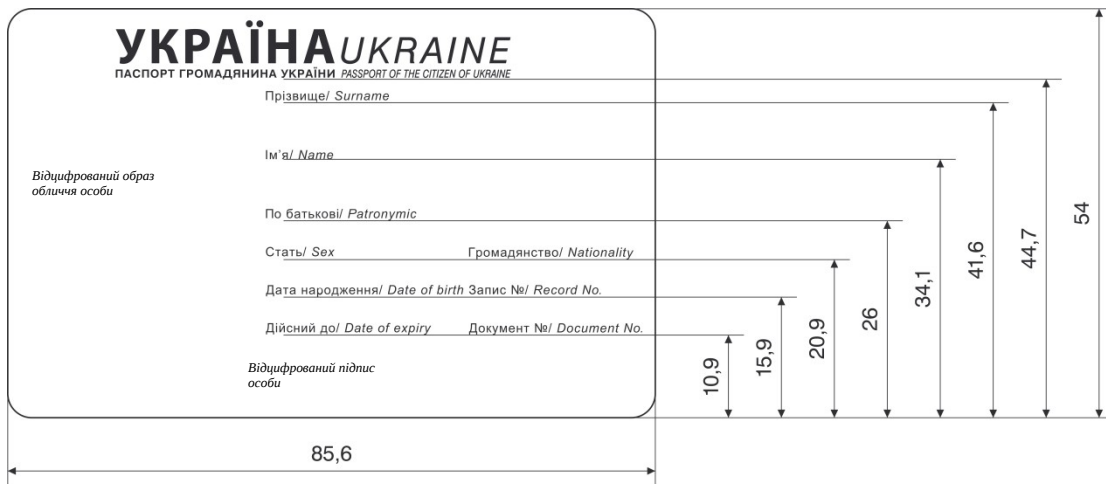 УКРАЇНА UKRAINE
ПАСПОРТ ГРОМАДЯНИНА УКРАЇНИ PASSPORT OF THE CITIZEN OF UKRAINE
Прізвище/ Surname
Ім'я/ Name
Відцифрований образ
обличчя особи
По батькові/ Patronymic
Стать/ Sex Громадянство/ Nationality
Дата народження/ Date of birth Запис №/ Record No.
Дійсний до/ Date of expiry Документ №/ Document No.
Відцифрований підпис
особи
10,9
15,9
20,9
26
34,1
41,6
44,7
54
85,6